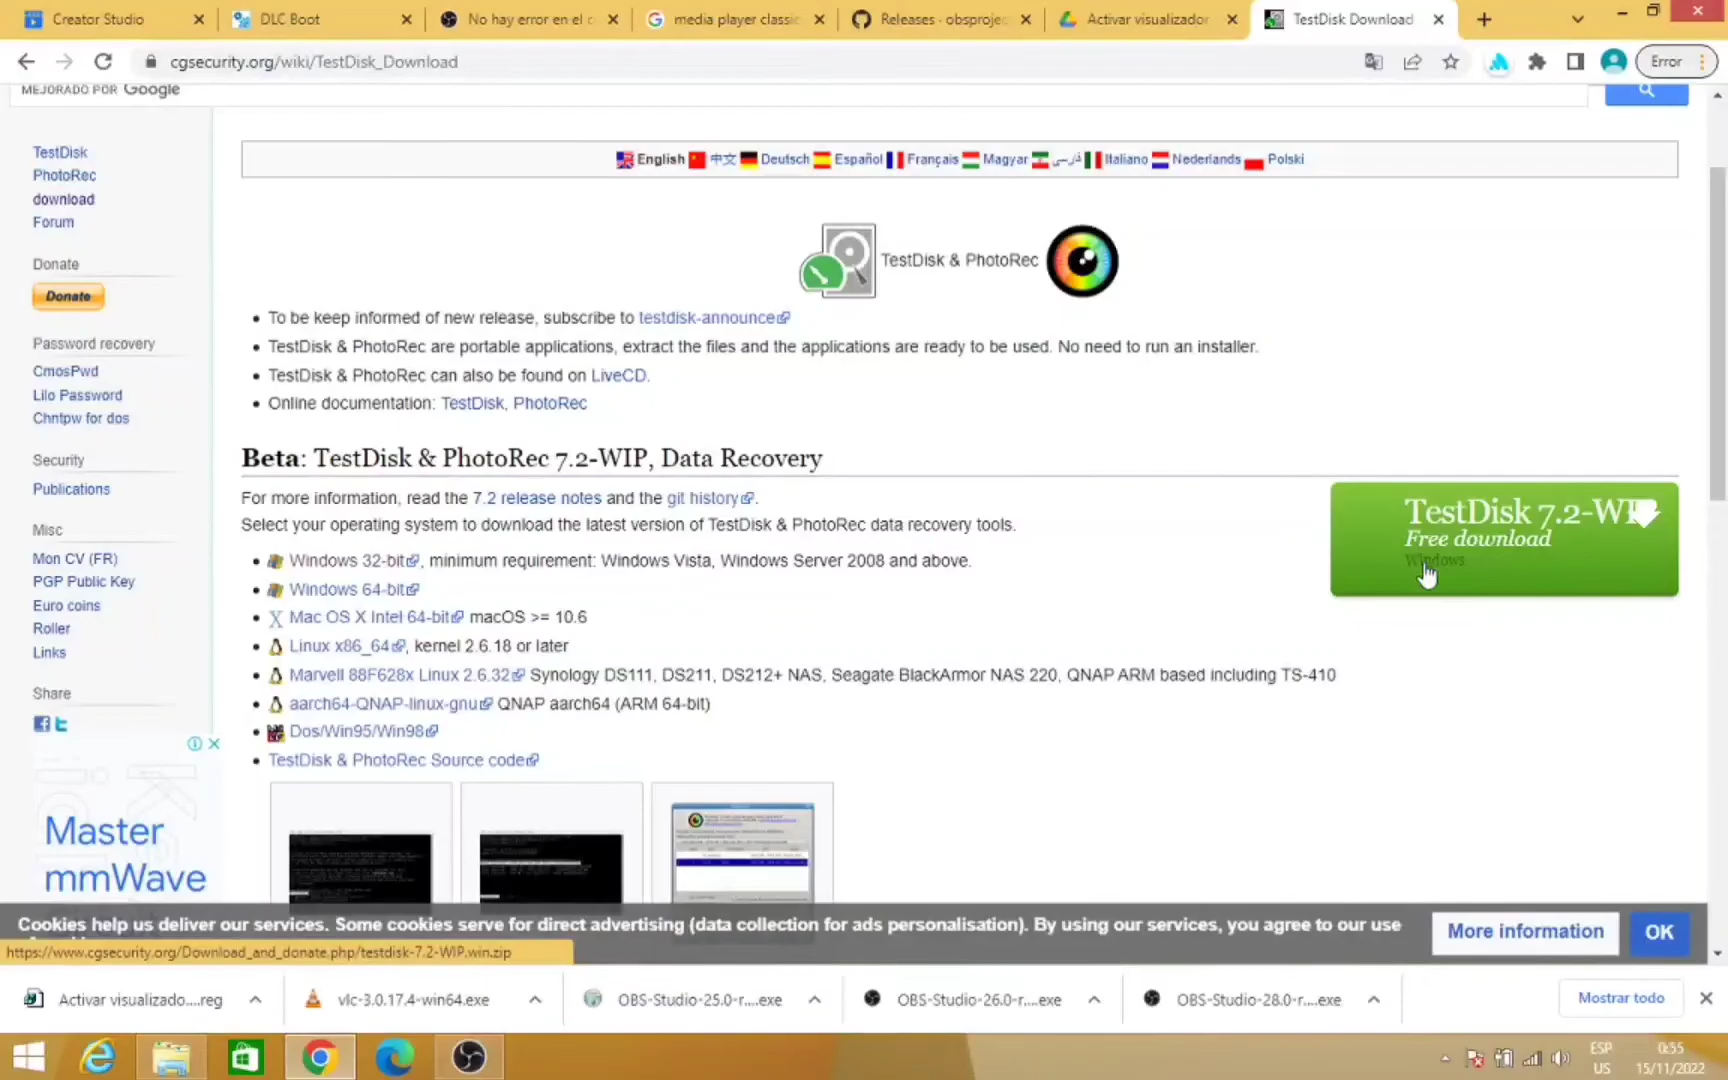 Creator Studio
DLC Boot
No hay error en el c
media player classic
Releases · obsprojec
Activar visualizador
TestDisk Download
cgsecurity.org/wiki/TestDisk_Download
Error
MEJORADO POR Google
TestDisk
PhotoRec
download
Forum
Donate
Donate
Password recovery
CmosPwd
Lilo Password
Chntpw for dos
Security
Publications
Misc
Mon CV (FR)
PGP Public Key
Euro coins
Roller
Links
Share
Master
mmWave
English 中文 Deutsch Español Français Magyar فارسی Italiano Nederlands Polski
TestDisk & PhotoRec
To be keep informed of new release, subscribe to testdisk-announce
TestDisk & PhotoRec are portable applications, extract the files and the applications are ready to be used. No need to run an installer.
TestDisk & PhotoRec can also be found on LiveCD.
Online documentation: TestDisk, PhotoRec
Beta: TestDisk & PhotoRec 7.2-WIP, Data Recovery
For more information, read the 7.2 release notes and the git history.
Select your operating system to download the latest version of TestDisk & PhotoRec data recovery tools.
Windows 32-bit, minimum requirement: Windows Vista, Windows Server 2008 and above.
Windows 64-bit
Mac OS X Intel 64-bit macOS >= 10.6
Linux x86_64, kernel 2.6.18 or later
Marvell 88F628x Linux 2.6.32 Synology DS111, DS211, DS212+ NAS, Seagate BlackArmor NAS 220, QNAP ARM based including TS-410
aarch64-QNAP-linux-gnu QNAP aarch64 (ARM 64-bit)
Dos/Win95/Win98
TestDisk & PhotoRec Source code
TestDisk 7.2-WIP
Free download
Windows
Cookies help us deliver our services. Some cookies serve for direct advertising (data collection for ads personalisation). By using our services, you agree to our use
More information
OK
https://www.cgsecurity.org/Download_and_donate.php/testdisk-7.2-WIP.win.zip
Activar visualizado....reg
vlc-3.0.17.4-win64.exe
OBS-Studio-25.0-r....exe
OBS-Studio-26.0-r....exe
OBS-Studio-28.0-r....exe
Mostrar todo
ESP
US
0:55
15/11/2022